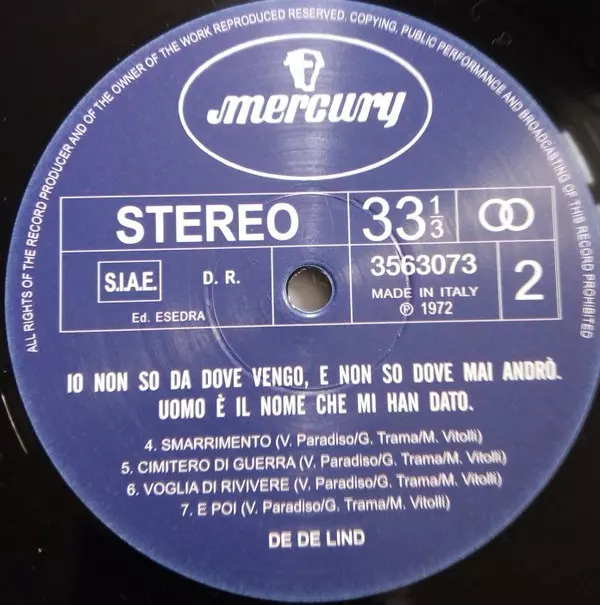 ALL RIGHTS OF THE RECORD PRODUCER AND OF THE OWNER OF THE WORK REPRODUCED RESERVED. COPYING, PUBLIC PERFORMANCE AND BROADCASTING OF THIS RECORD PROHIBITED
mercury
STEREO
33 1/3
S.I.A.E.
D. R.
Ed. ESEDRA
3563073
MADE IN ITALY
℗ 1972
2
IO NON SO DA DOVE VENGO, E NON SO DOVE MAI ANDRÒ.
UOMO È IL NOME CHE MI HAN DATO.
4. SMARRIMENTO (V. Paradiso/G. Trama/M. Vitolli)
5. CIMITERO DI GUERRA (V. Paradiso/G. Trama/M. Vitolli)
6. VOGLIA DI RIVIVERE (V. Paradiso/G. Trama/M. Vitolli)
7. E POI (V. Paradiso/G. Trama/M. Vitolli)
DE DE LIND